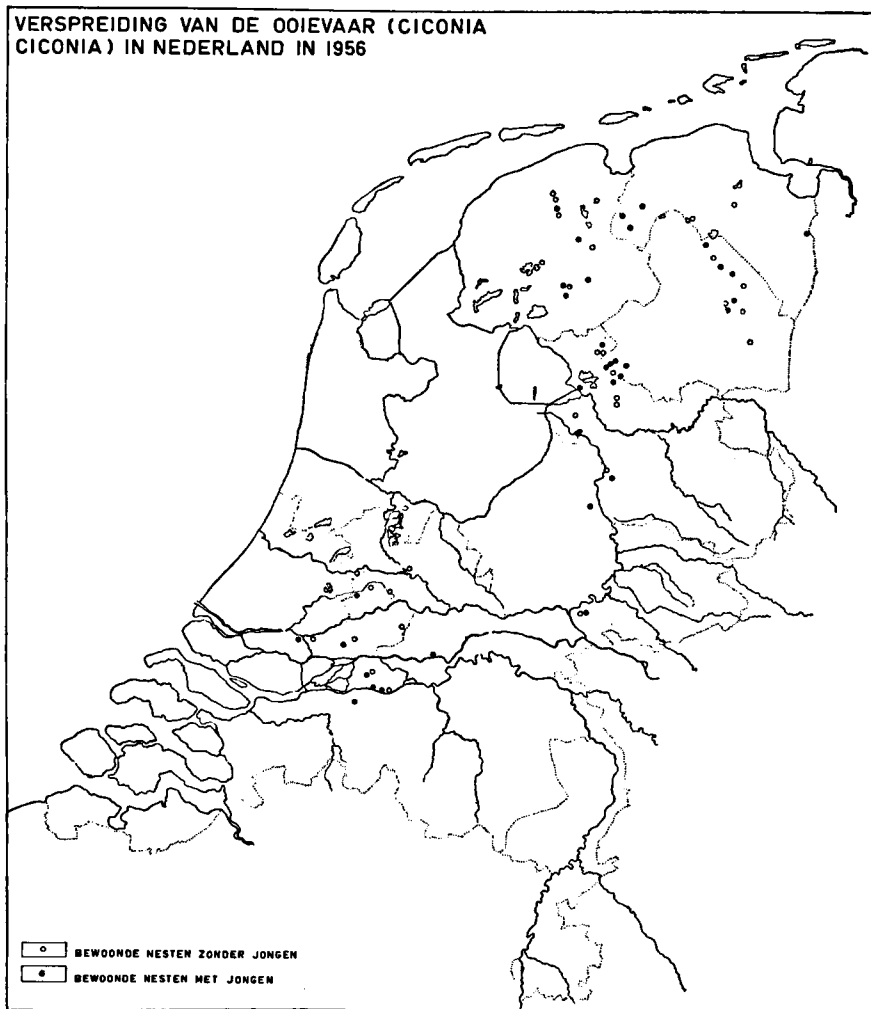 VERSPREIDING VAN DE OOIEVAAR (CICONIA
CICONIA) IN NEDERLAND IN 1956
BEWOONDE NESTEN ZONDER JONGEN
BEWOONDE NESTEN MET JONGEN